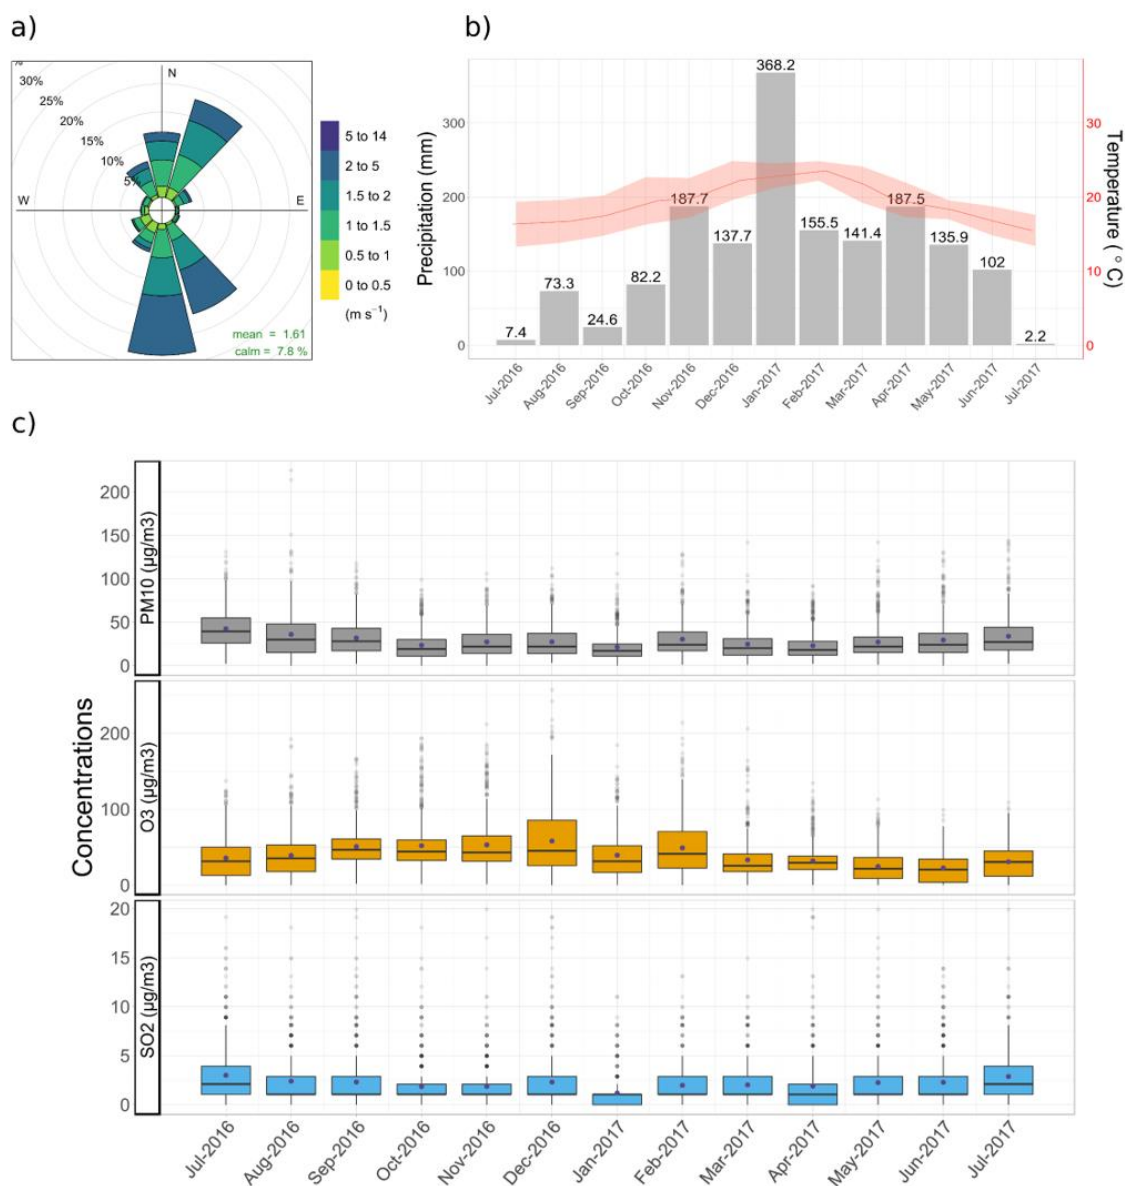 a)
%
30%
25%
20%
15%
10%
5%
N
W
E
5 to 14
2 to 5
1.5 to 2
1 to 1.5
0.5 to 1
0 to 0.5
(m s⁻¹)
mean = 1.61
calm = 7.8 %
b)
Precipitation (mm)
300
200
100
0
368.2
187.7
187.5
155.5
141.4
137.7
135.9
102
82.2
73.3
24.6
7.4
2.2
30
20
10
0
Temperature (°C)
Jul-2016
Aug-2016
Sep-2016
Oct-2016
Nov-2016
Dec-2016
Jan-2017
Feb-2017
Mar-2017
Apr-2017
May-2017
Jun-2017
Jul-2017
c)
Concentrations
PM10 (µg/m3)
200
150
100
50
0
O3 (µg/m3)
200
100
0
SO2 (µg/m3)
20
15
10
5
0
Jul-2016
Aug-2016
Sep-2016
Oct-2016
Nov-2016
Dec-2016
Jan-2017
Feb-2017
Mar-2017
Apr-2017
May-2017
Jun-2017
Jul-2017